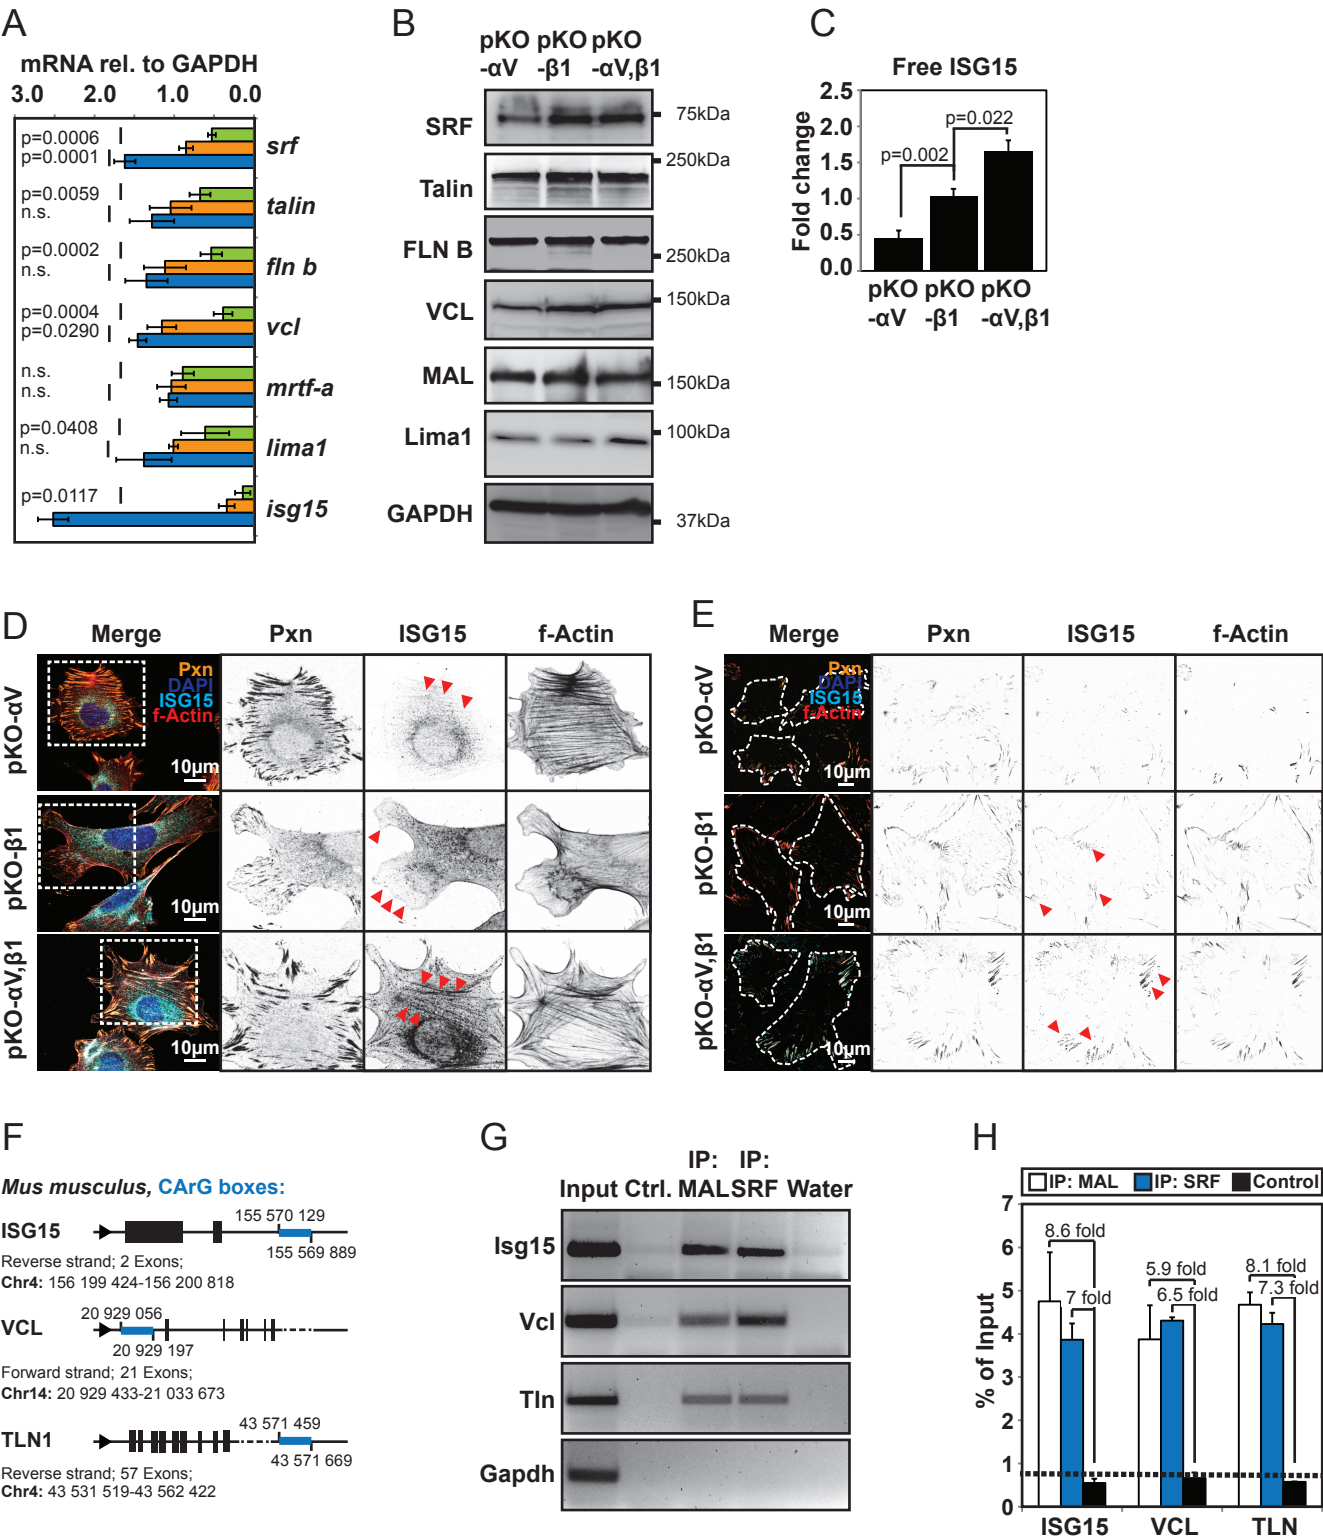 A
mRNA rel. to GAPDH
3.0 2.0 1.0 0.0
p=0.0006
p=0.0001
srf
p=0.0059
n.s.
talin
p=0.0002
n.s.
fln b
p=0.0004
p=0.0290
vcl
n.s.
n.s.
mrtf-a
p=0.0408
n.s.
lima1
p=0.0117
isg15
B
pKO pKO pKO
-αV -β1 -αV,β1
SRF 75kDa
250kDa
Talin
FLN B 250kDa
150kDa
VCL
MAL 150kDa
Lima1 100kDa
GAPDH 37kDa
C
Free ISG15
Fold change
2.5
2.0
1.5
1.0
0.5
0.0
p=0.022
p=0.002
pKO pKO pKO
-αV -β1 -αV,β1
D
Merge Pxn ISG15 f-Actin
pKO-αV
Pxn
DAPI
ISG15
f-Actin
10μm
pKO-β1
10μm
pKO-αV,β1
10μm
E
Merge Pxn ISG15 f-Actin
pKO-αV
Pxn
DAPI
ISG15
f-Actin
10μm
pKO-β1
10μm
pKO-αV,β1
10μm
F
Mus musculus, CArG boxes:
ISG15
155 570 129
155 569 889
Reverse strand; 2 Exons;
Chr4: 156 199 424-156 200 818
VCL
20 929 056
20 929 197
Forward strand; 21 Exons;
Chr14: 20 929 433-21 033 673
TLN1
43 571 459
43 571 669
Reverse strand; 57 Exons;
Chr4: 43 531 519-43 562 422
G
IP: IP:
Input Ctrl. MAL SRF Water
Isg15
Vcl
Tln
Gapdh
H
IP: MAL IP: SRF Control
% of Input
7
6
5
4
3
2
1
0
8.6 fold
7 fold
5.9 fold
6.5 fold
8.1 fold
7.3 fold
ISG15 VCL TLN